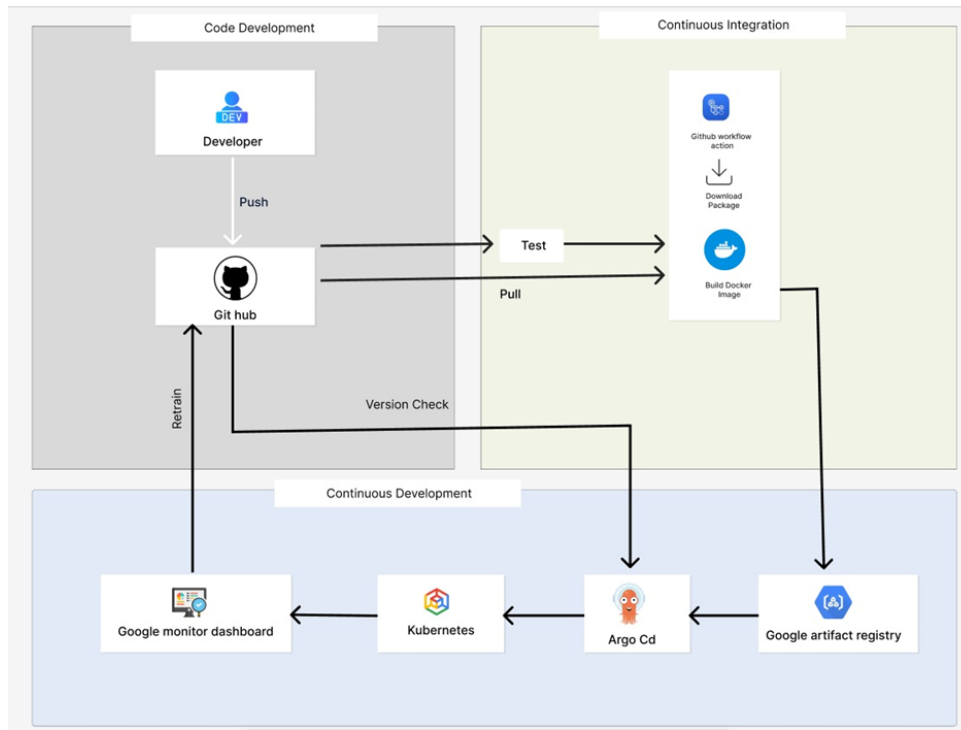 Code Development
Continuous Integration
DEV
Developer
Push
Git hub
Test
Pull
Github workflow
action
Download
Package
Build Docker
Image
Retrain
Version Check
Continuous Development
Google monitor dashboard
Kubernetes
Argo Cd
Google artifact registry